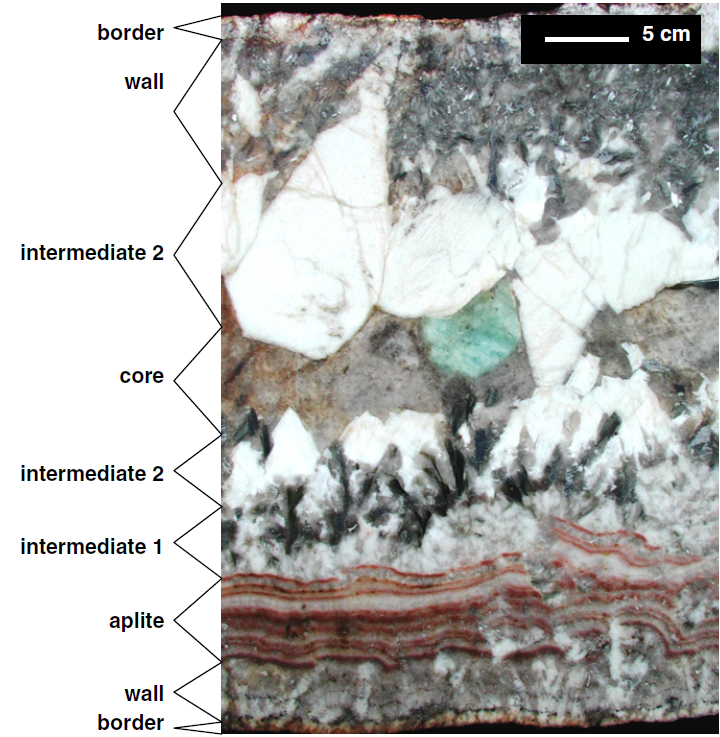 border
5 cm
wall
intermediate 2
core
intermediate 2
intermediate 1
aplite
wall
border